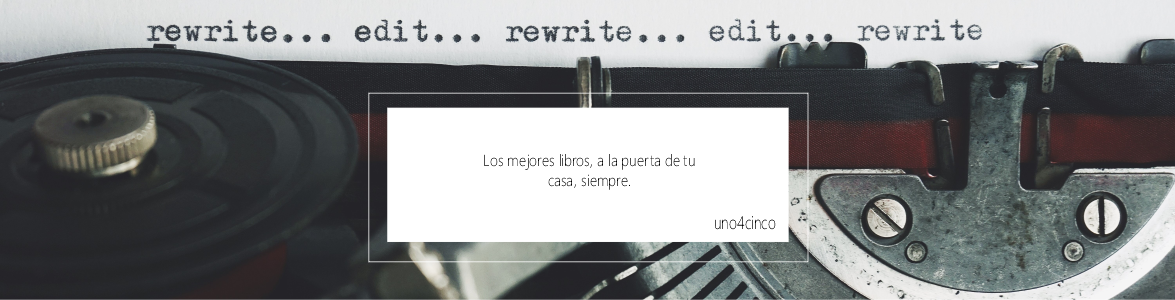 rewrite... edit... rewrite... edit... rewrite
Los mejores libros, a la puerta de tu
casa, siempre.
uno4cinco